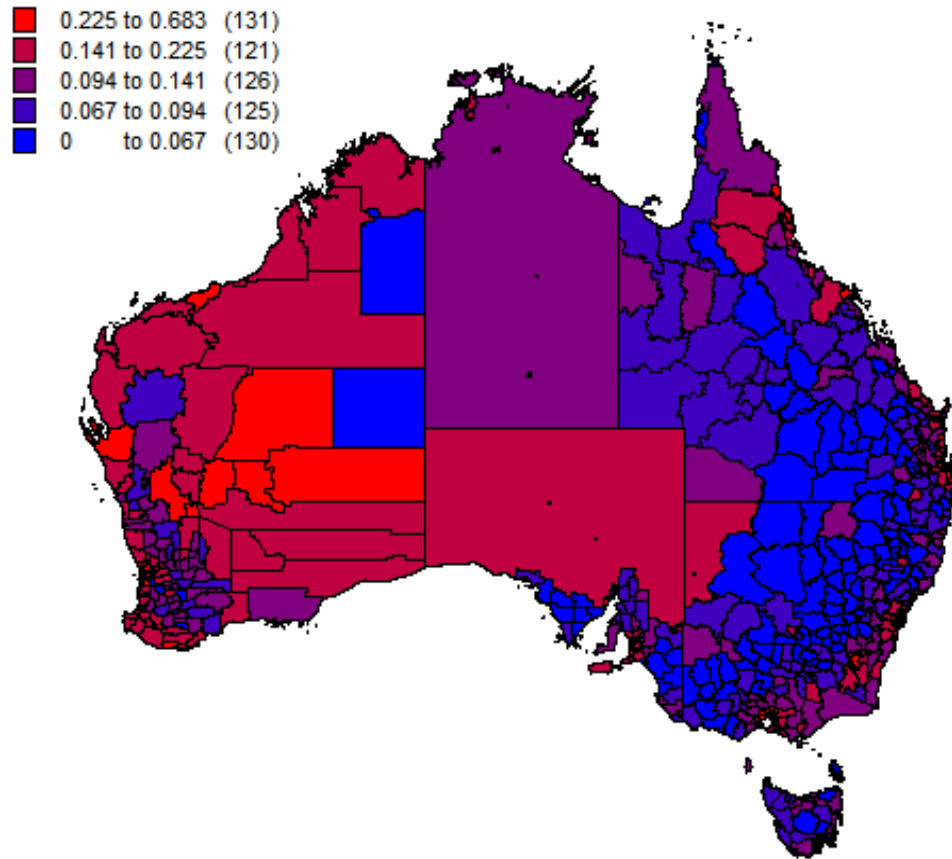 0.225 to 0.683 (131)
0.141 to 0.225 (121)
0.094 to 0.141 (126)
0.067 to 0.094 (125)
0 to 0.067 (130)